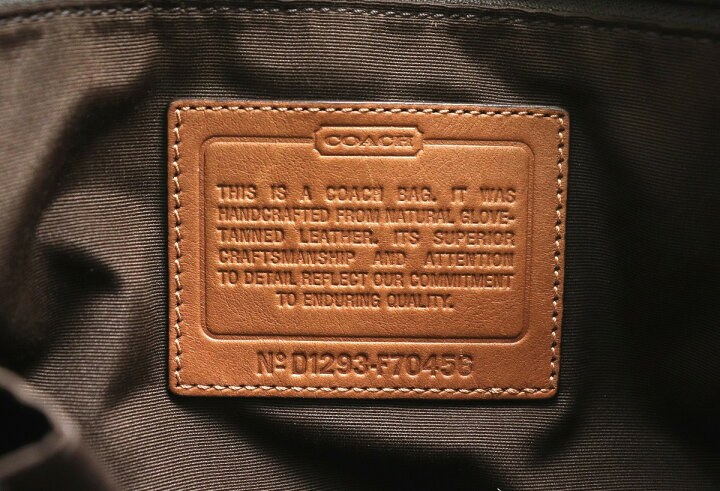 COACH
THIS IS A COACH BAG. IT WAS
HANDCRAFTED FROM NATURAL GLOVE-
TANNED LEATHER. ITS SUPERIOR
CRAFTSMANSHIP AND ATTENTION
TO DETAIL REFLECT OUR COMMITMENT
TO ENDURING QUALITY.
Nº D1293-F70458